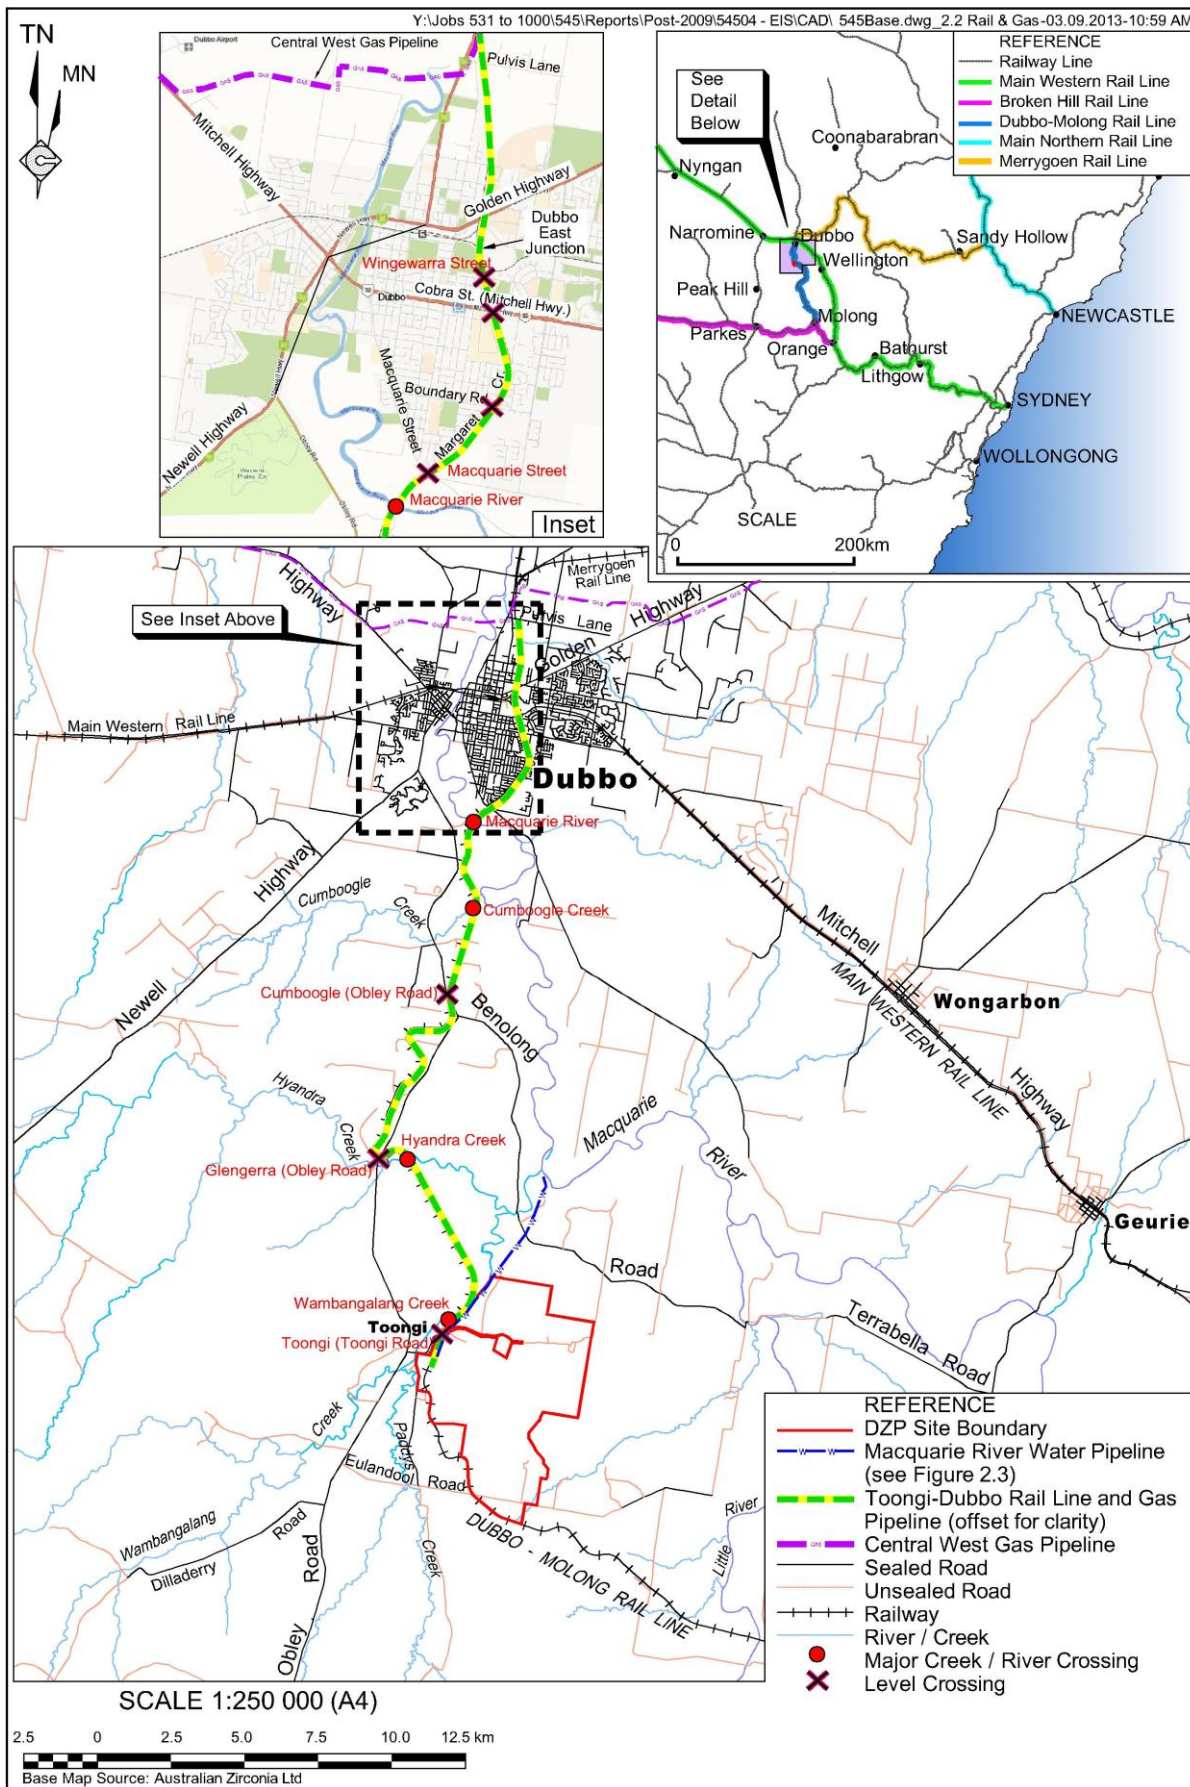 Y:\Jobs 531 to 1000\545\Reports\Post-2009\54504 - EIS\CAD\ 545Base.dwg_2.2 Rail & Gas-03.09.2013-10:59 AM
TN
MN
Dubbo Airport
Central West Gas Pipeline
Pulvis Lane
Mitchell Highway
Golden Highway
Newell Hwy
Dubbo
East
Junction
Wingewarra Street
Dubbo
Cobra St. (Mitchell Hwy.)
Macquarie Street
Boundary Rd
Margaret Cr.
Newell Hwy
Obley Rd
Newell Highway
Macquarie Street
Macquarie River
Obley Rd
Inset
See
Detail
Below
REFERENCE
Railway Line
Main Western Rail Line
Broken Hill Rail Line
Dubbo-Molong Rail Line
Main Northern Rail Line
Merrygoen Rail Line
Coonabarabran
Nyngan
Narromine
Dubbo
Sandy Hollow
Wellington
Peak Hill
Molong
NEWCASTLE
Parkes
Orange
Bathurst
Lithgow
SYDNEY
WOLLONGONG
SCALE
0 200km
See Inset Above
Highway
Merrygoen
Rail Line
Pulvis Lane
Highway
Golden
Main Western Rail Line
Dubbo
Macquarie River
Highway
Cumboogle
Creek
Cumboogle Creek
Newell
Cumboogle (Obley Road)
Benolong
Mitchell
MAIN WESTERN RAIL LINE
Wongarbon
Highway
Hyandra
Creek
Hyandra Creek
Glengerra (Obley Road)
Macquarie
River
Geurie
Road
Wambangalang Creek
Toongi
Toongi (Toongi Road)
Terrabella Road
Creek
Paddys
Eulandool Road
Wambangalang
Road
Dilladerry
Road
Obley
Creek
DUBBO - MOLONG RAIL LINE
River
Little
REFERENCE
DZP Site Boundary
Macquarie River Water Pipeline
(see Figure 2.3)
Toongi-Dubbo Rail Line and Gas
Pipeline (offset for clarity)
Central West Gas Pipeline
Sealed Road
Unsealed Road
Railway
River / Creek
Major Creek / River Crossing
Level Crossing
SCALE 1:250 000 (A4)
2.5 0 2.5 5.0 7.5 10.0 12.5 km
Base Map Source: Australian Zirconia Ltd